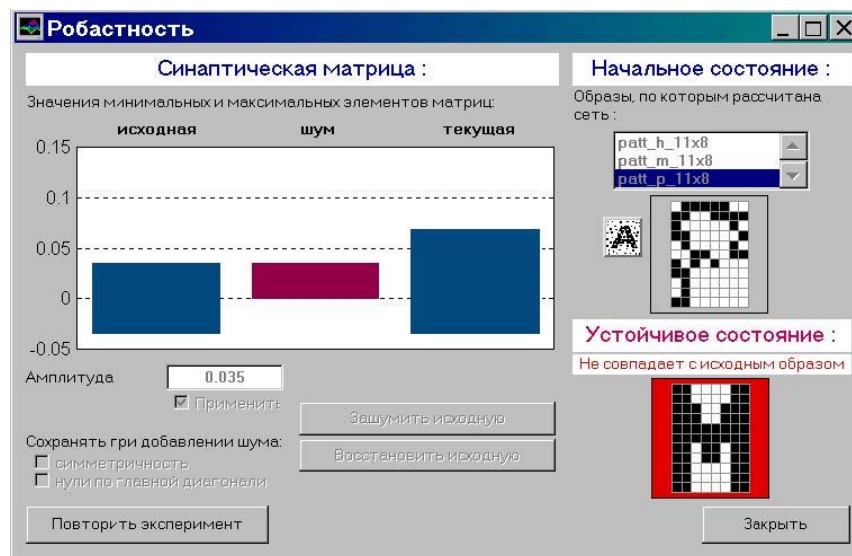 Робастность
Синаптическая матрица :
Значения минимальных и максимальных элементов матриц:
исходная шум текущая
0.15
0.1
0.05
0
-0.05
Амплитуда 0.035
Применить
Зашумить исходную
Сохранять гри добавлении шума:
Восстановить исходную
симметричность
нули по главной диагонали
Повторить эксперимент
Начальное состояние :
Образы, по которым рассчитана
сеть :
patt_h_11x8
patt_m_11x8
patt_p_11x8
A
Устойчивое состояние :
Не совпадает с исходным образом
Закрыть